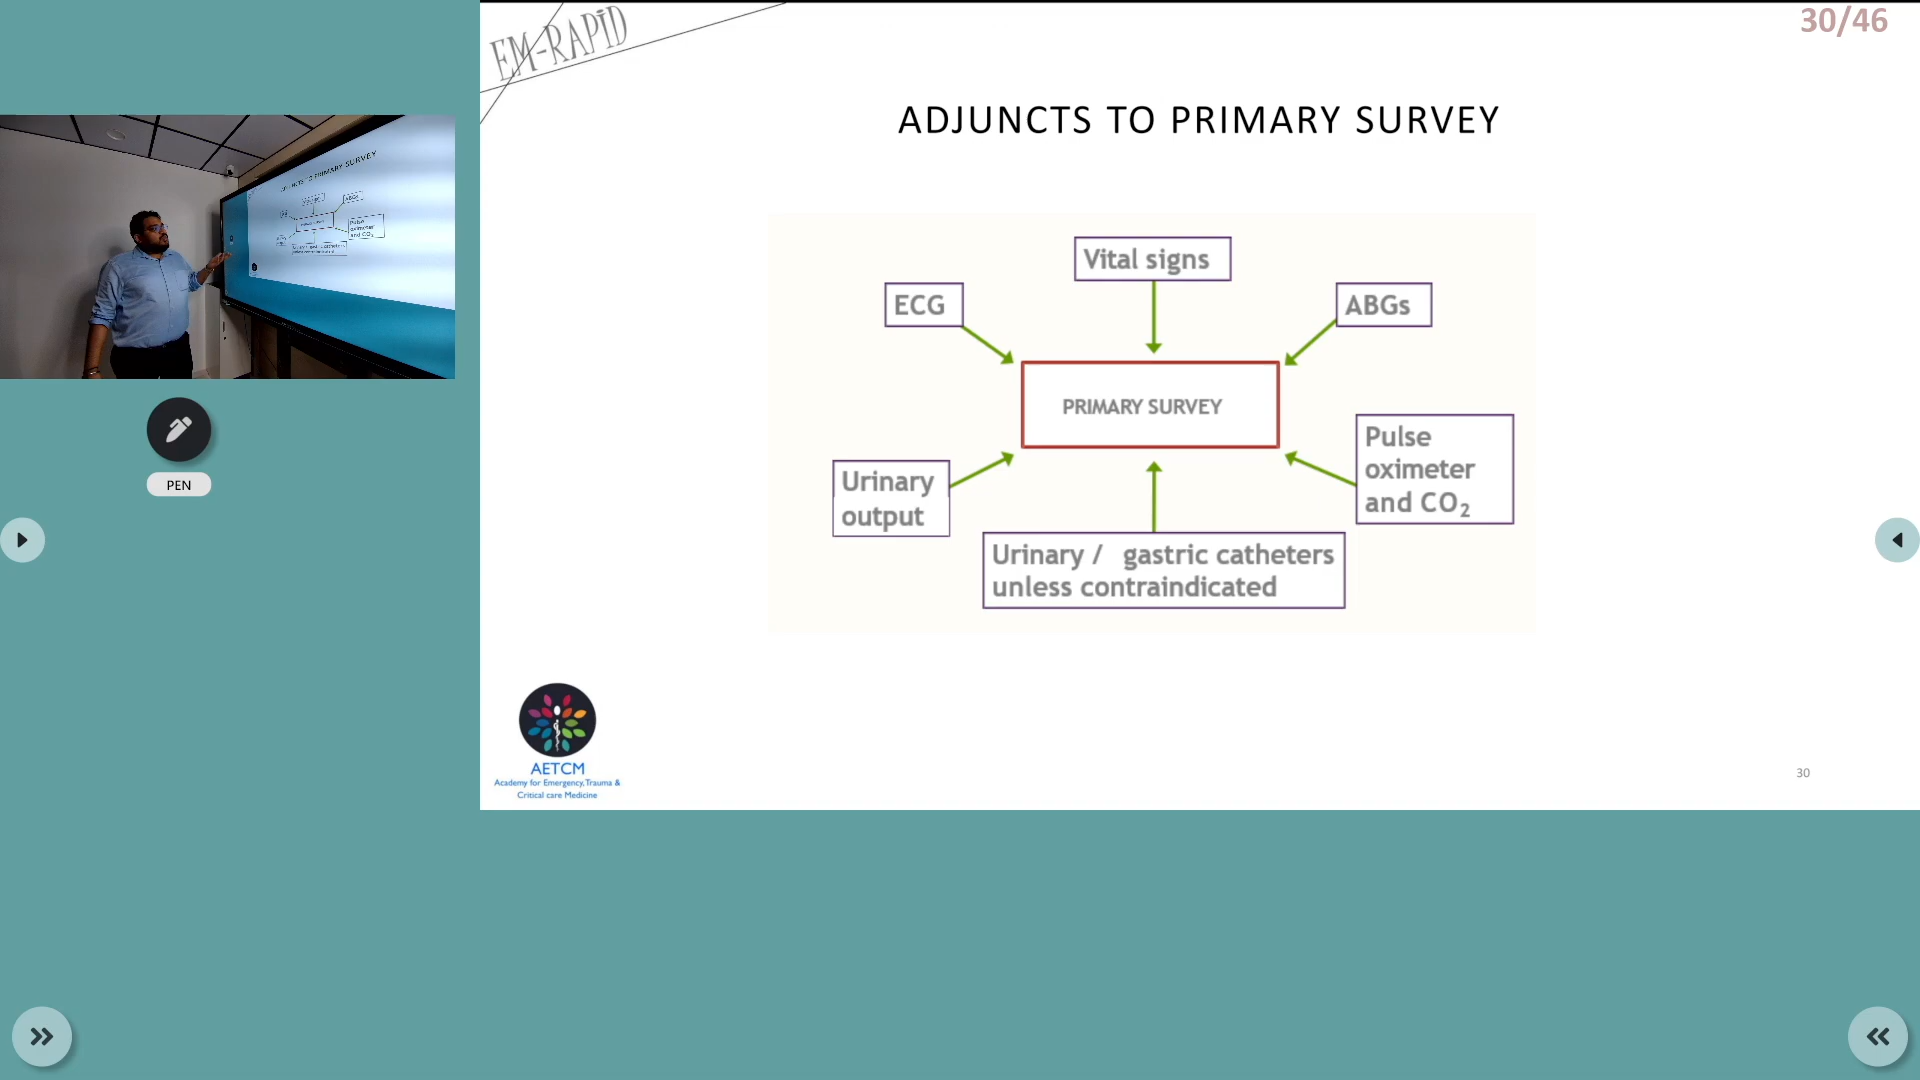 EM-RAPiD
30/46
ADJUNCTS TO PRIMARY SURVEY
Vital signs
ECG
ABGs
PRIMARY SURVEY
Pulse
oximeter
and CO₂
Urinary
output
Urinary / gastric catheters
unless contraindicated
AETCM
Academy for Emergency, Trauma &
Critical care Medicine
30
PEN